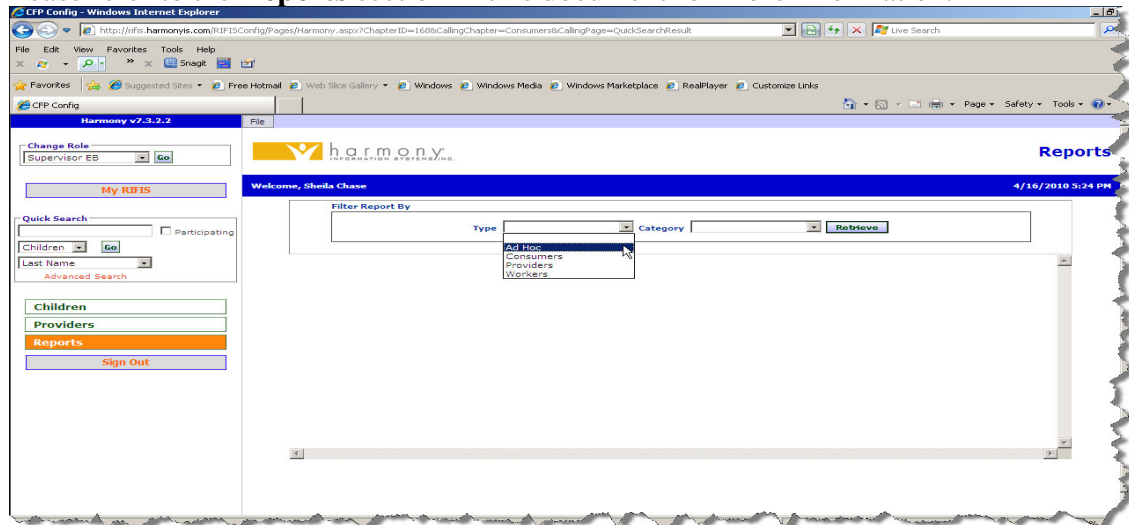 CFP Config - Windows Internet Explorer
http://rifis.harmonyis.com/RIFISConfig/Pages/Harmony.aspx?ChapterID=168&CallingChapter=Consumers&CallingPage=QuickSearchResult
Live Search
File Edit View Favorites Tools Help
SnagIt
Favorites Suggested Sites Free Hotmail Web Slice Gallery Windows Windows Media Windows Marketplace RealPlayer Customize Links
CFP Config
Page Safety Tools
Harmony v7.3.2.2
File
Change Role
Supervisor EB Go
harmony
INFORMATION SYSTEMS, INC.
Reports
My RIFIS
Welcome, Sheila Chase
4/16/2010 5:24 PM
Quick Search
Participating
Children Go
Last Name
Advanced Search
Filter Report By
Type Category Retrieve
Ad Hoc
Consumers
Providers
Workers
Children
Providers
Reports
Sign Out